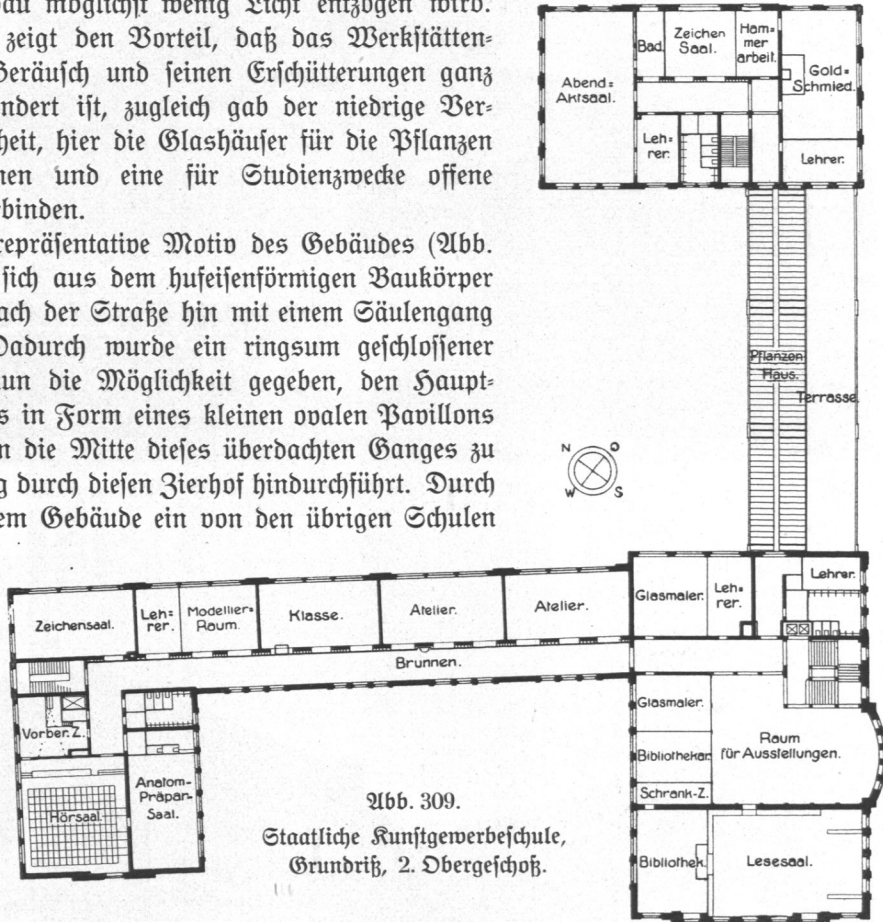 bau möglichst wenig Licht entzogen wird.
zeigt den Vorteil, daß das Werkstätten-
Geräusch und seinen Erschütterungen ganz
ndert ist, zugleich gab der niedrige Ver-
heit, hier die Glashäuser für die Pflanzen
nen und eine für Studienzwecke offene
rbinden.
repräsentative Motiv des Gebäudes (Abb.
sich aus dem hufeisenförmigen Baukörper
ach der Straße hin mit einem Säulengang
Dadurch wurde ein ringsum geschlossener
un die Möglichkeit gegeben, den Haupt-
s in Form eines kleinen ovalen Pavillons
n die Mitte dieses überdachten Ganges zu
g durch diesen Zierhof hindurchführt. Durch
em Gebäude ein von den übrigen Schulen
Abend=
Aktsaal.
Bad.
Zeichen
Saal.
Ham=
mer
arbeit.
Gold=
Schmied.
Leh=
rer.
Lehrer.
Pflanzen
Haus.
Terrasse.
N O
W S
Zeichensaal.
Leh=
rer.
Modellier=
Raum.
Klasse.
Atelier.
Atelier.
Glasmaler.
Leh=
rer.
Lehrer.
Brunnen.
Vorber. Z.
Hörsaal.
Anatom-
Präpar-
Saal.
Glasmaler.
Bibliothekar.
Schrank-Z.
Raum
für Ausstellungen.
Bibliothek.
Lesesaal.
Abb. 309.
Staatliche Kunstgewerbeschule,
Grundriß, 2. Obergeschoß.